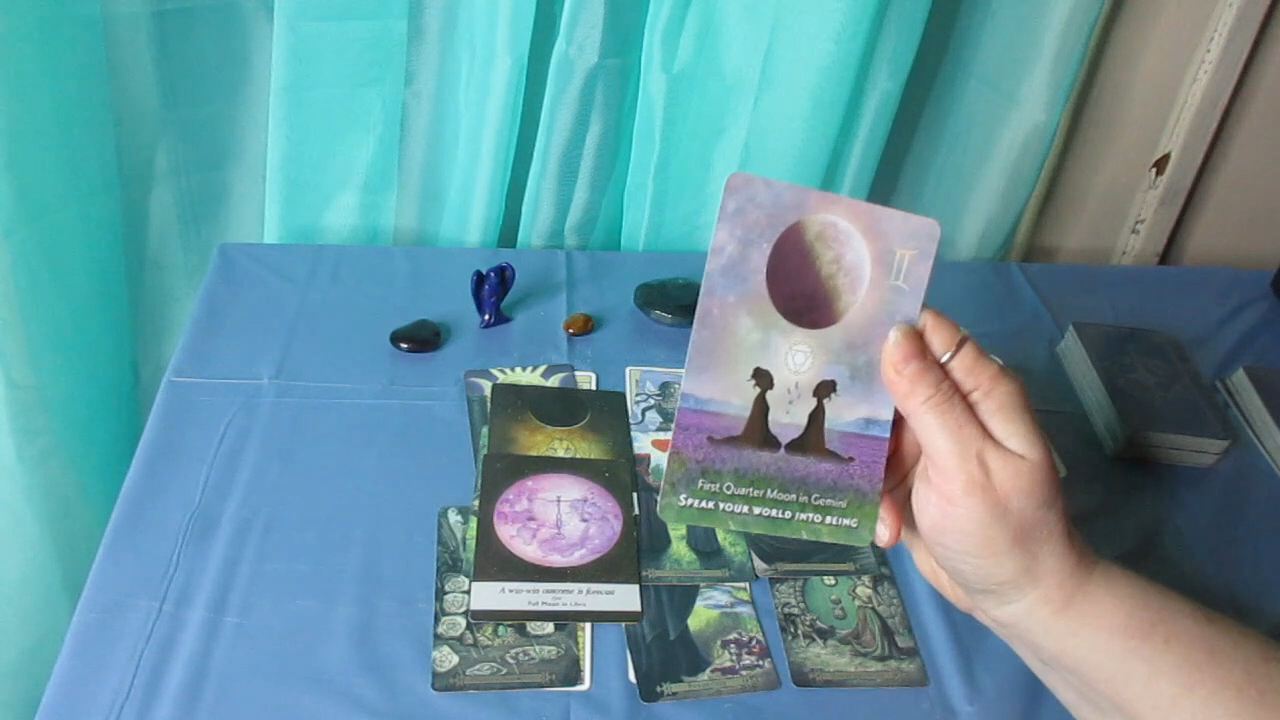 First Quarter Moon in Gemini
SPEAK YOUR WORLD INTO BEING
A win-win outcome is forecast
Full Moon in Libra